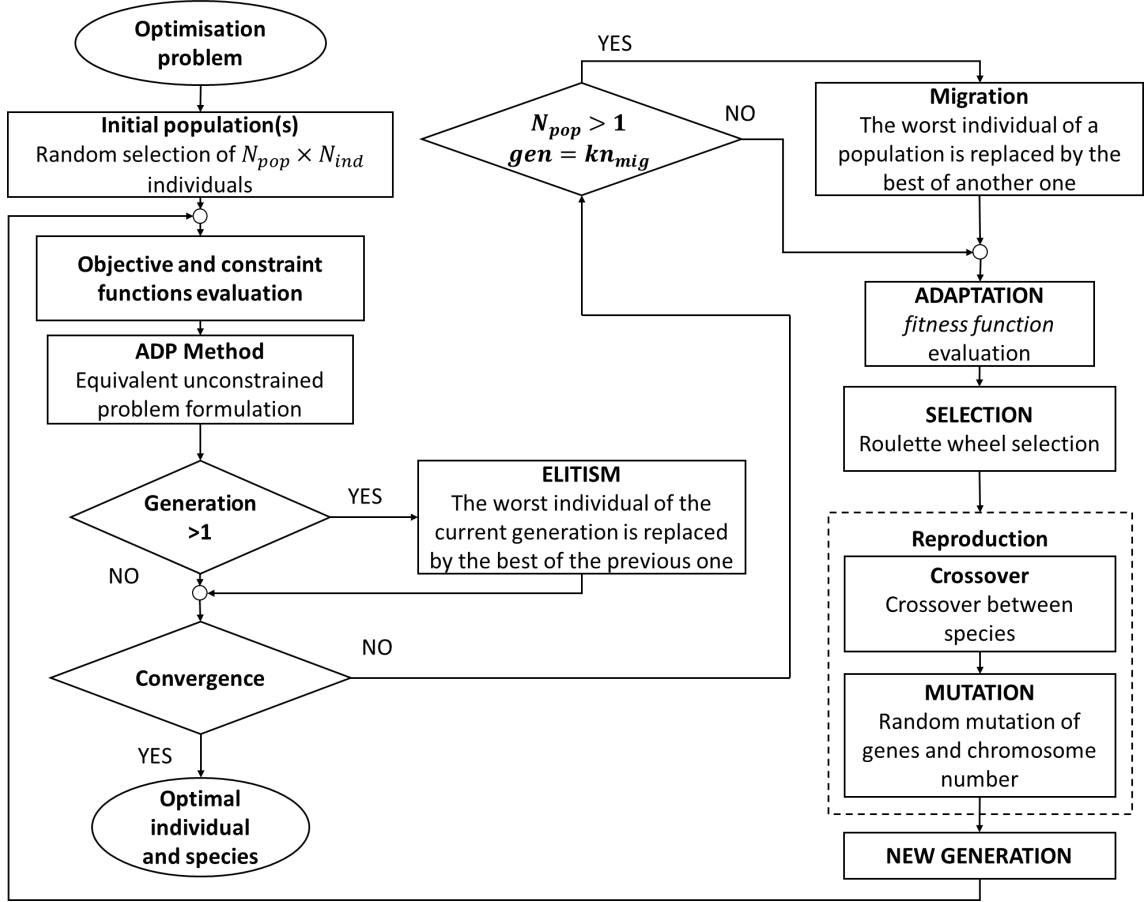 Optimisation
problem
Initial population(s)
Random selection of N_pop × N_ind
individuals
Objective and constraint
functions evaluation
ADP Method
Equivalent unconstrained
problem formulation
Generation
>1
YES
NO
ELITISM
The worst individual of the
current generation is replaced
by the best of the previous one
Convergence
NO
YES
Optimal
individual
and species
N_pop > 1
gen = kn_mig
YES
NO
Migration
The worst individual of a
population is replaced by the
best of another one
ADAPTATION
fitness function
evaluation
SELECTION
Roulette wheel selection
Reproduction
Crossover
Crossover between
species
MUTATION
Random mutation of
genes and chromosome
number
NEW GENERATION